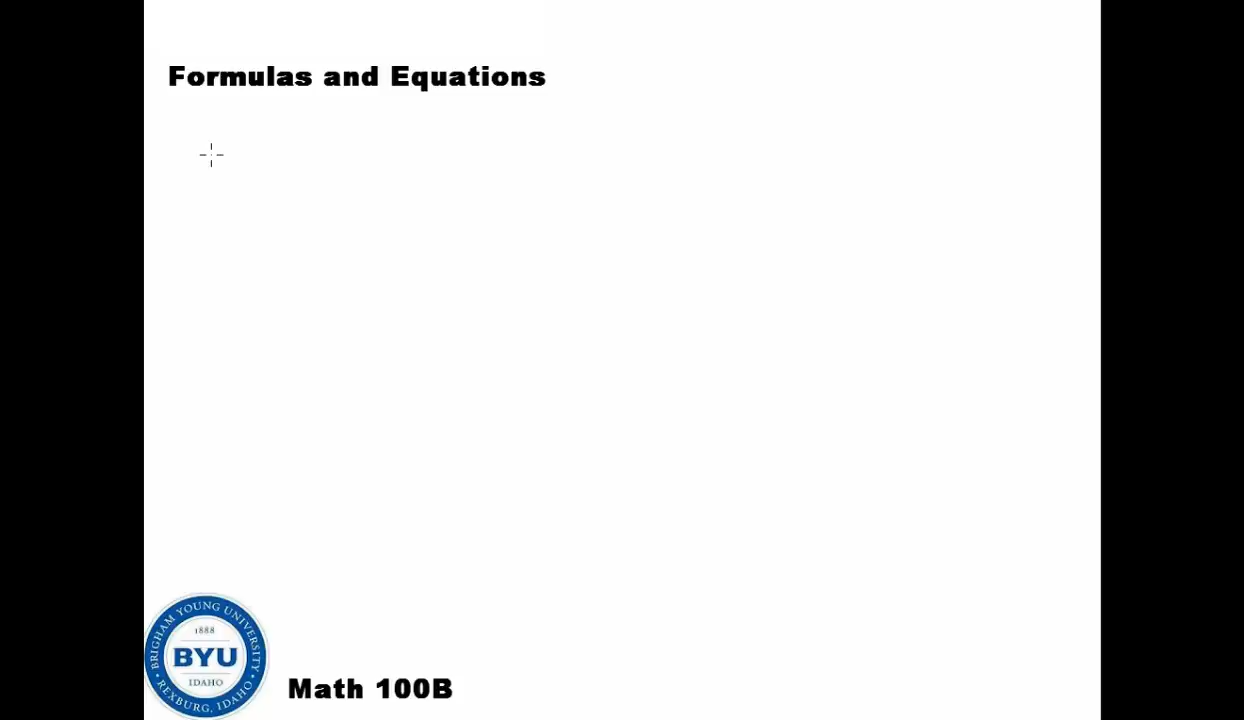 Formulas and Equations
BRIGHAM YOUNG UNIVERSITY
1888
BYU
IDAHO
REXBURG, IDAHO
Math 100B